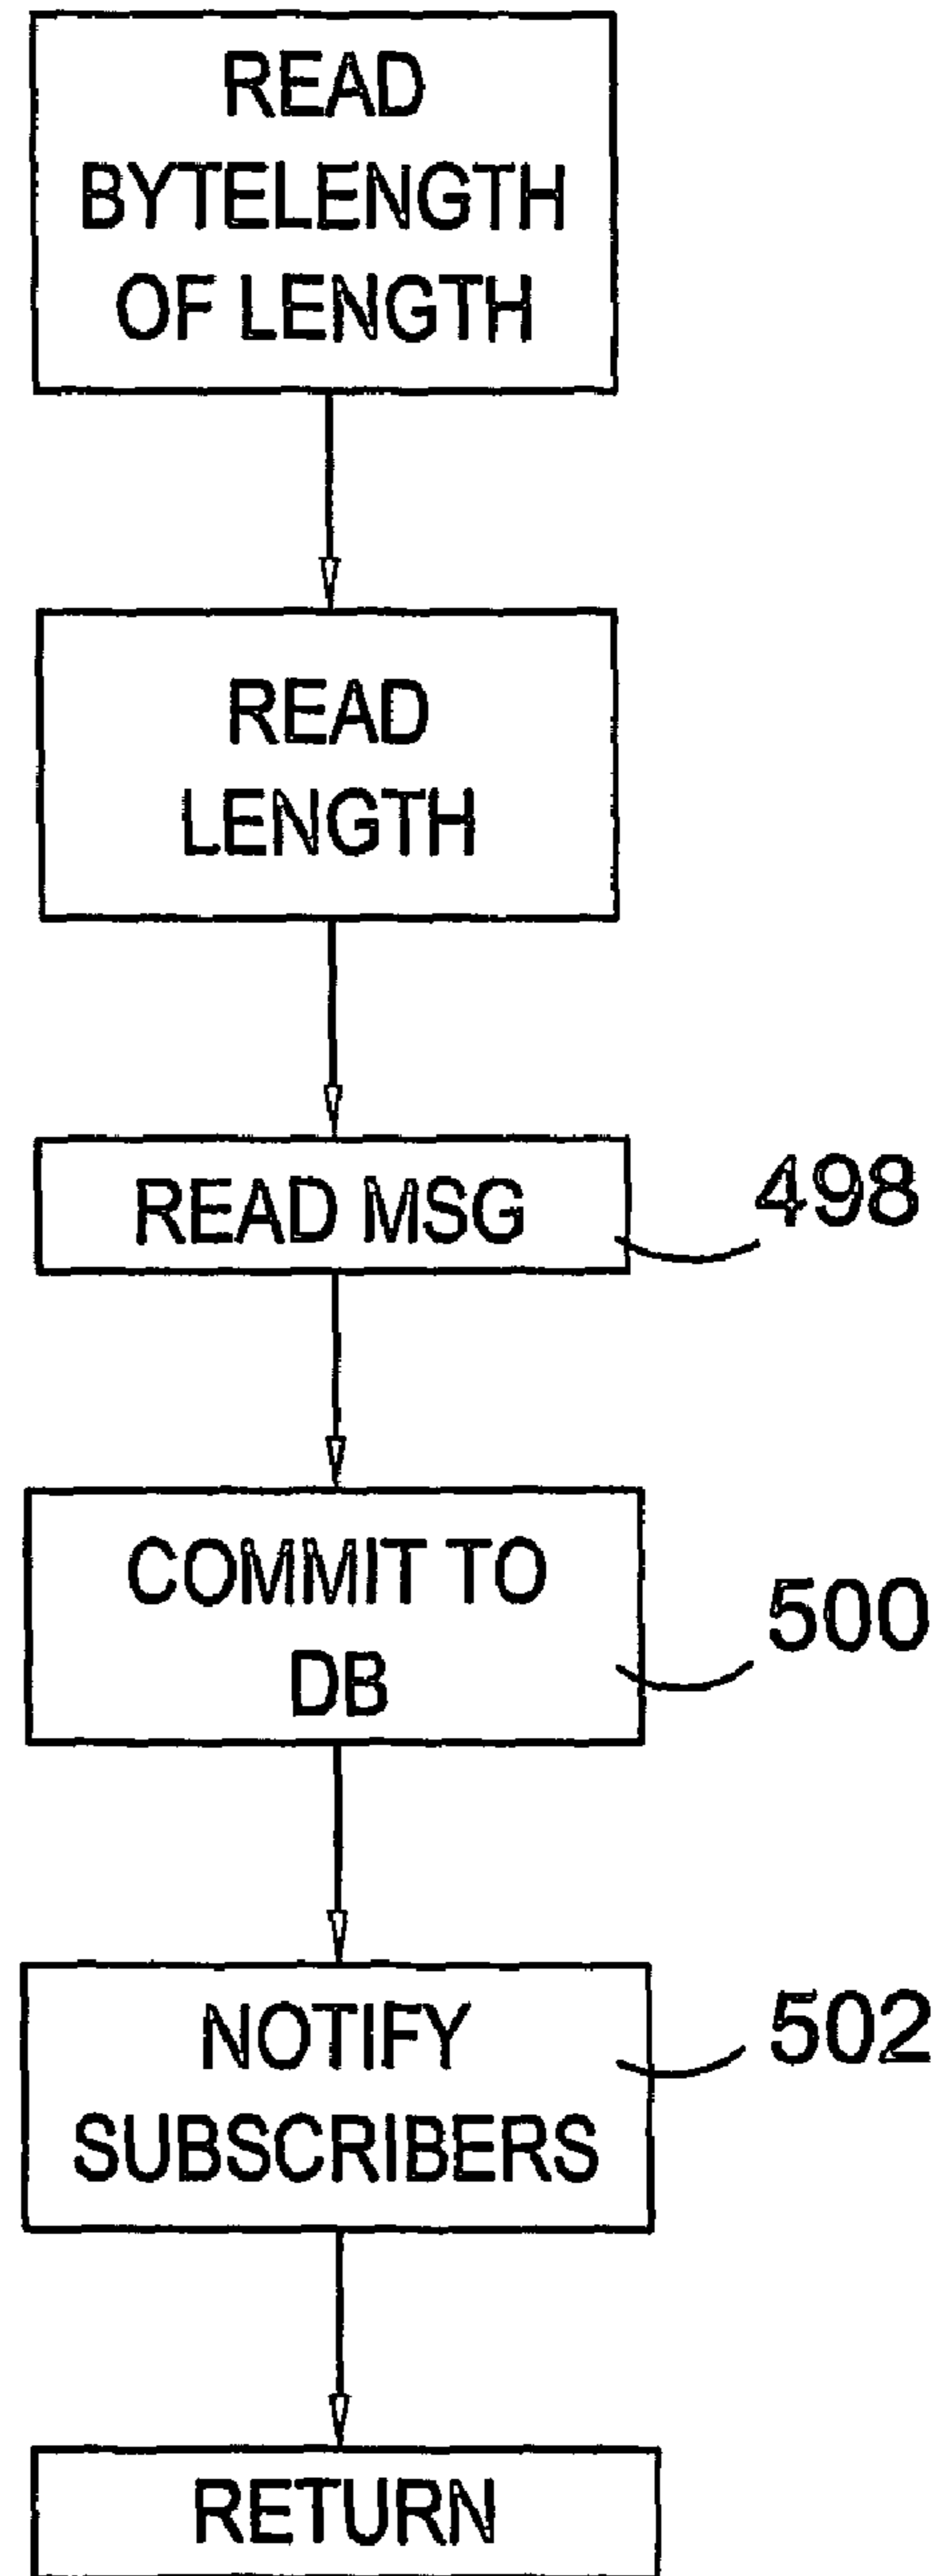 READ
BYTELENGTH
OF LENGTH
READ
LENGTH
READ MSG
498
COMMIT TO
DB
500
NOTIFY
SUBSCRIBERS
502
RETURN